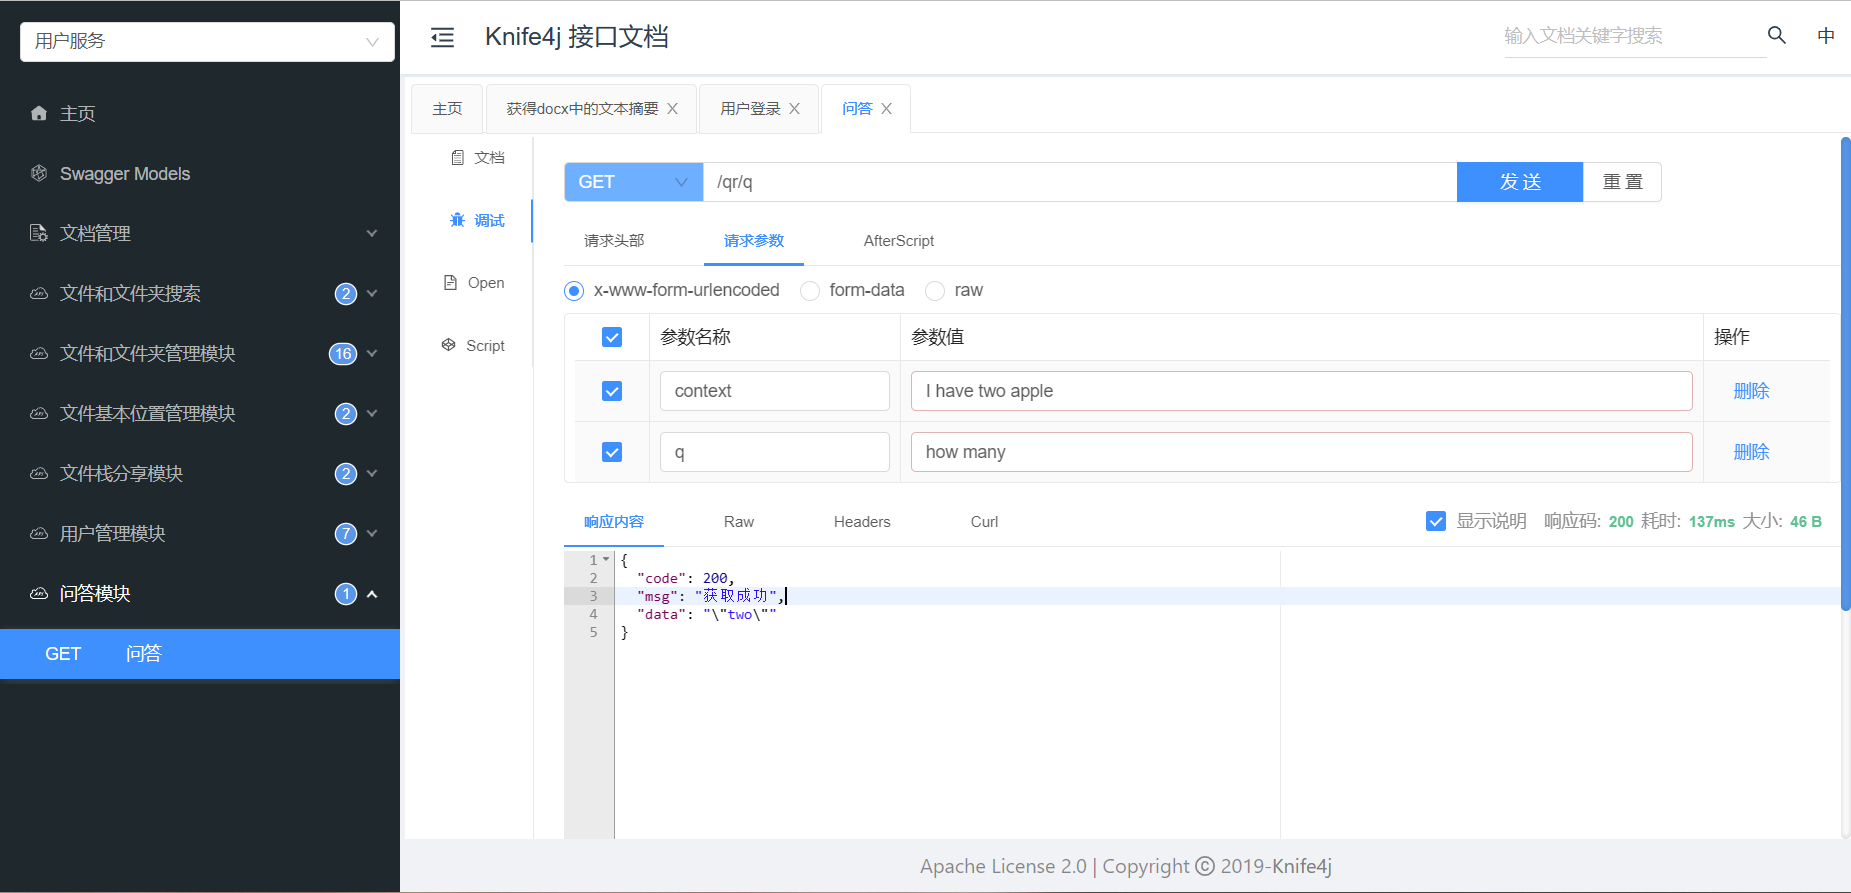 用户服务
主页
Swagger Models
文档管理
文件和文件夹搜索 2
文件和文件夹管理模块 16
文件基本位置管理模块 2
文件栈分享模块 2
用户管理模块 7
问答模块 1
GET 问答
Knife4j 接口文档
输入文档关键字搜索 中
主页 获得docx中的文本摘要 用户登录 问答
文档
调试
Open
Script
GET /qr/q 发 送 重 置
请求头部 请求参数 AfterScript
x-www-form-urlencoded form-data raw
参数名称 参数值 操作
context I have two apple 删除
q how many 删除
响应内容 Raw Headers Curl 显示说明 响应码: 200 耗时: 137ms 大小: 46 B
1 {
2 "code": 200,
3 "msg": "获取成功",
4 "data": "\"two\""
5 }
Apache License 2.0 | Copyright © 2019-Knife4j